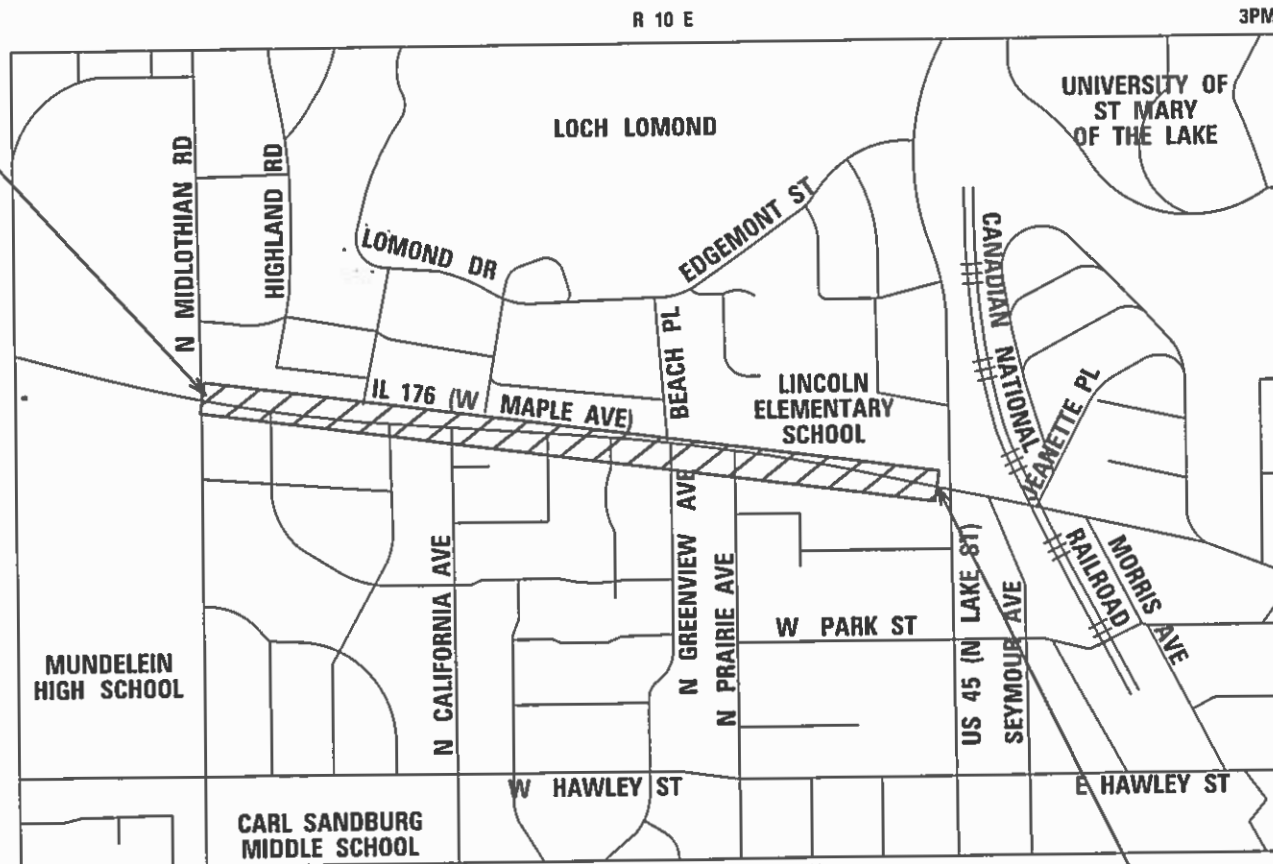 R 10 E
3PM
UNIVERSITY OF
ST MARY
OF THE LAKE
LOCH LOMOND
N MIDLOTHIAN RD
HIGHLAND RD
LOMOND DR
EDGEMONT ST
CANADIAN NATIONAL
RAILROAD
JEANETTE PL
BEACH PL
IL 176 (W MAPLE AVE)
LINCOLN
ELEMENTARY
SCHOOL
MUNDELEIN
HIGH SCHOOL
N CALIFORNIA AVE
N GREENVIEW AVE
N PRAIRIE AVE
W PARK ST
US 45 (N LAKE ST)
SEYMOUR AVE
MORRIS AVE
W HAWLEY ST
E HAWLEY ST
CARL SANDBURG
MIDDLE SCHOOL